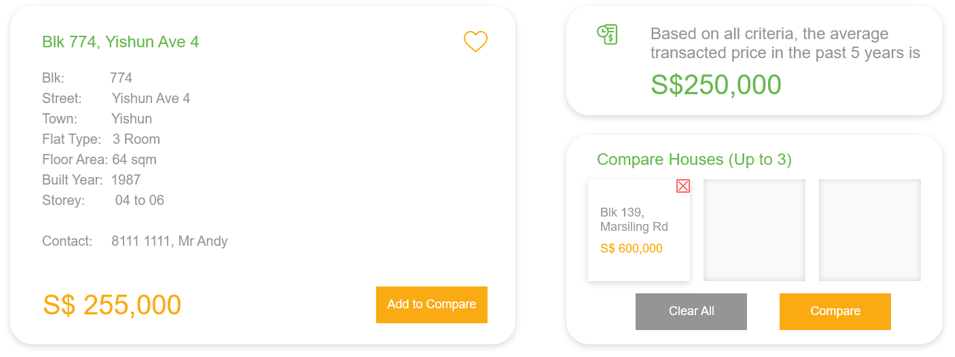 Blk 774, Yishun Ave 4
Blk: 774
Street: Yishun Ave 4
Town: Yishun
Flat Type: 3 Room
Floor Area: 64 sqm
Built Year: 1987
Storey: 04 to 06
Contact: 8111 1111, Mr Andy
S$ 255,000
Add to Compare
Based on all criteria, the average
transacted price in the past 5 years is
S$250,000
Compare Houses (Up to 3)
Blk 139,
Marsiling Rd
S$ 600,000
Clear All
Compare